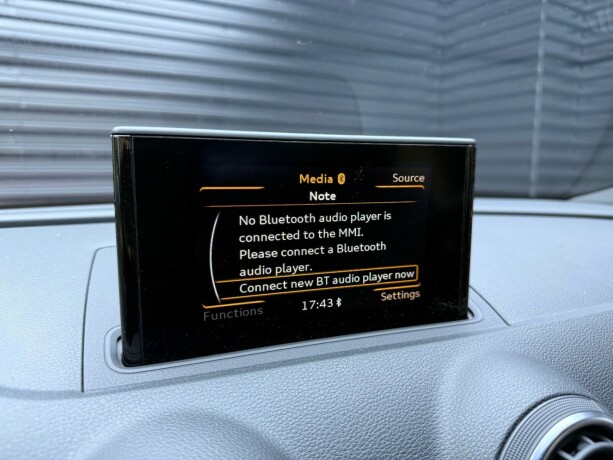 Media
Source
Note
No Bluetooth audio player is
connected to the MMI.
Please connect a Bluetooth
audio player.
Connect new BT audio player now
Functions
17:43
Settings